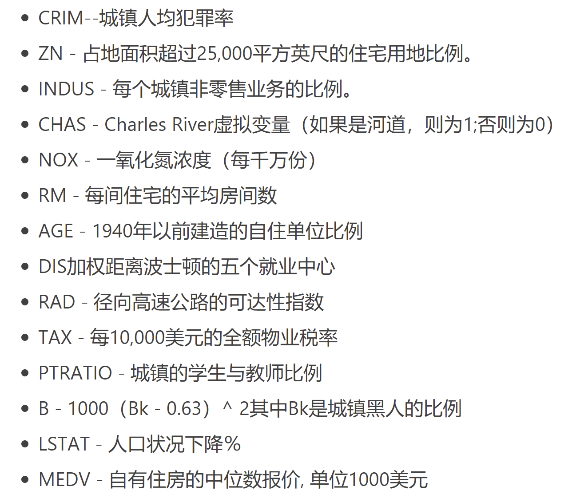 CRIM--城镇人均犯罪率
ZN - 占地面积超过25,000平方英尺的住宅用地比例。
INDUS - 每个城镇非零售业务的比例。
CHAS - Charles River虚拟变量（如果是河道，则为1;否则为0）
NOX - 一氧化氮浓度（每千万份）
RM - 每间住宅的平均房间数
AGE - 1940年以前建造的自住单位比例
DIS加权距离波士顿的五个就业中心
RAD - 径向高速公路的可达性指数
TAX - 每10,000美元的全额物业税率
PTRATIO - 城镇的学生与教师比例
B - 1000（Bk - 0.63）^ 2其中Bk是城镇黑人的比例
LSTAT - 人口状况下降％
MEDV - 自有住房的中位数报价, 单位1000美元